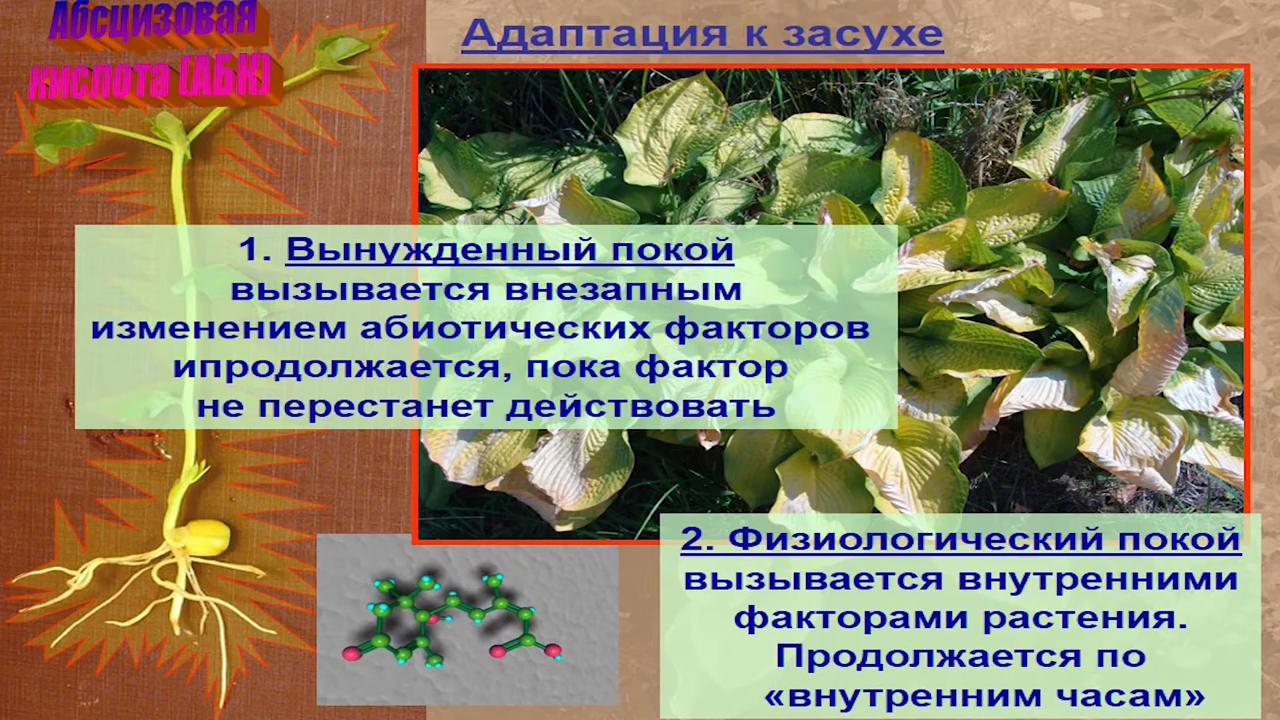 Абсцизовая
кислота (АБК)
Адаптация к засухе
1. Вынужденный покой
вызывается внезапным
изменением абиотических факторов
ипродолжается, пока фактор
не перестанет действовать
2. Физиологический покой
вызывается внутренними
факторами растения.
Продолжается по
«внутренним часам»